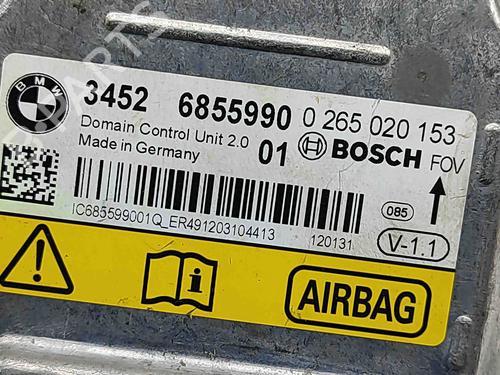 BMW
3452 6855990 0 265 020 153
Domain Control Unit 2.0 01 BOSCH FOV
Made in Germany
085
IC685599001Q_ER491203104413 120131 V-1.1
i AIRBAG